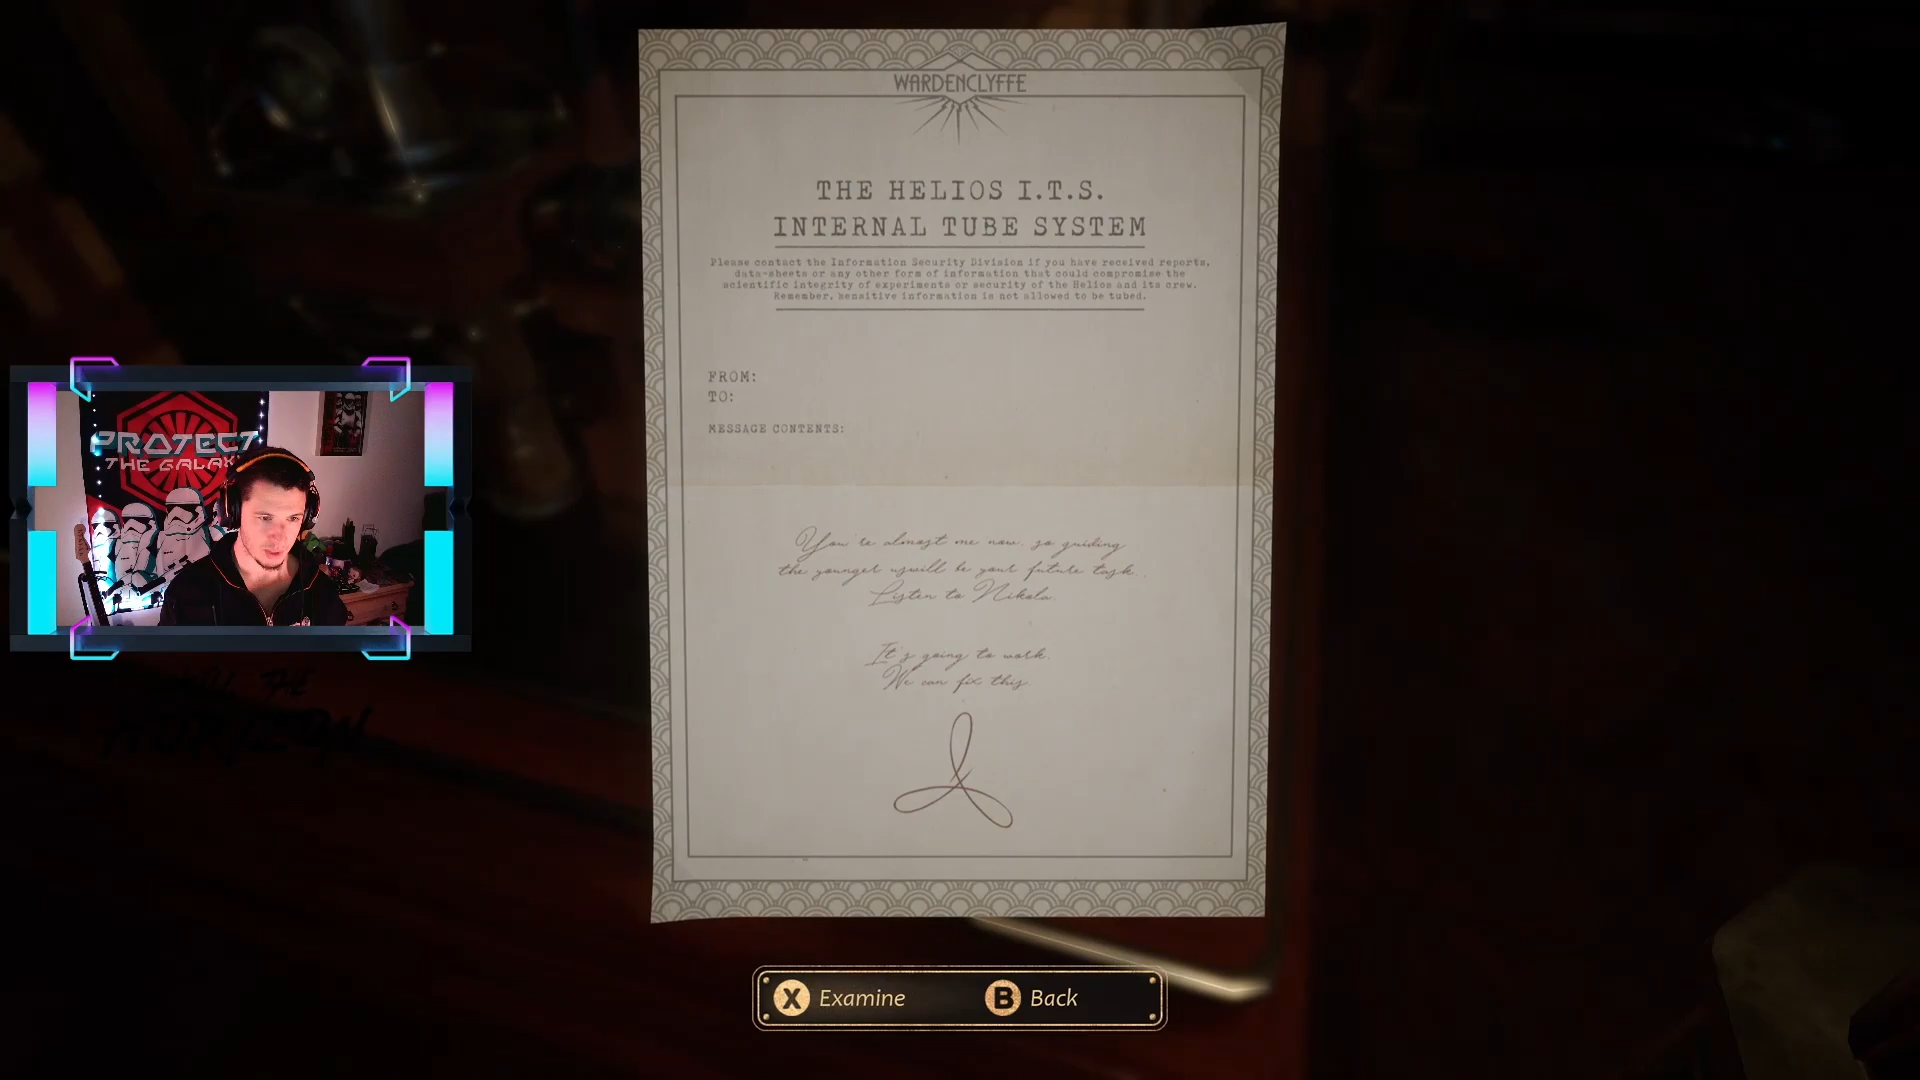 WARDENCLYFFE
THE HELIOS I.T.S.
INTERNAL TUBE SYSTEM
Please contact the Information Security Division if you have received reports,
data-sheets or any other form of information that could compromise the
scientific integrity of experiments or security of the Helios and its crew.
Remember, sensitive information is not allowed to be tubed.
FROM:
TO:
MESSAGE CONTENTS:
You're almost me now, so guiding
the younger uswill be your future task.
Listen to Nikola.
It's going to work.
We can fix this.
PROTECT
THE GALAXY
X Examine
B Back